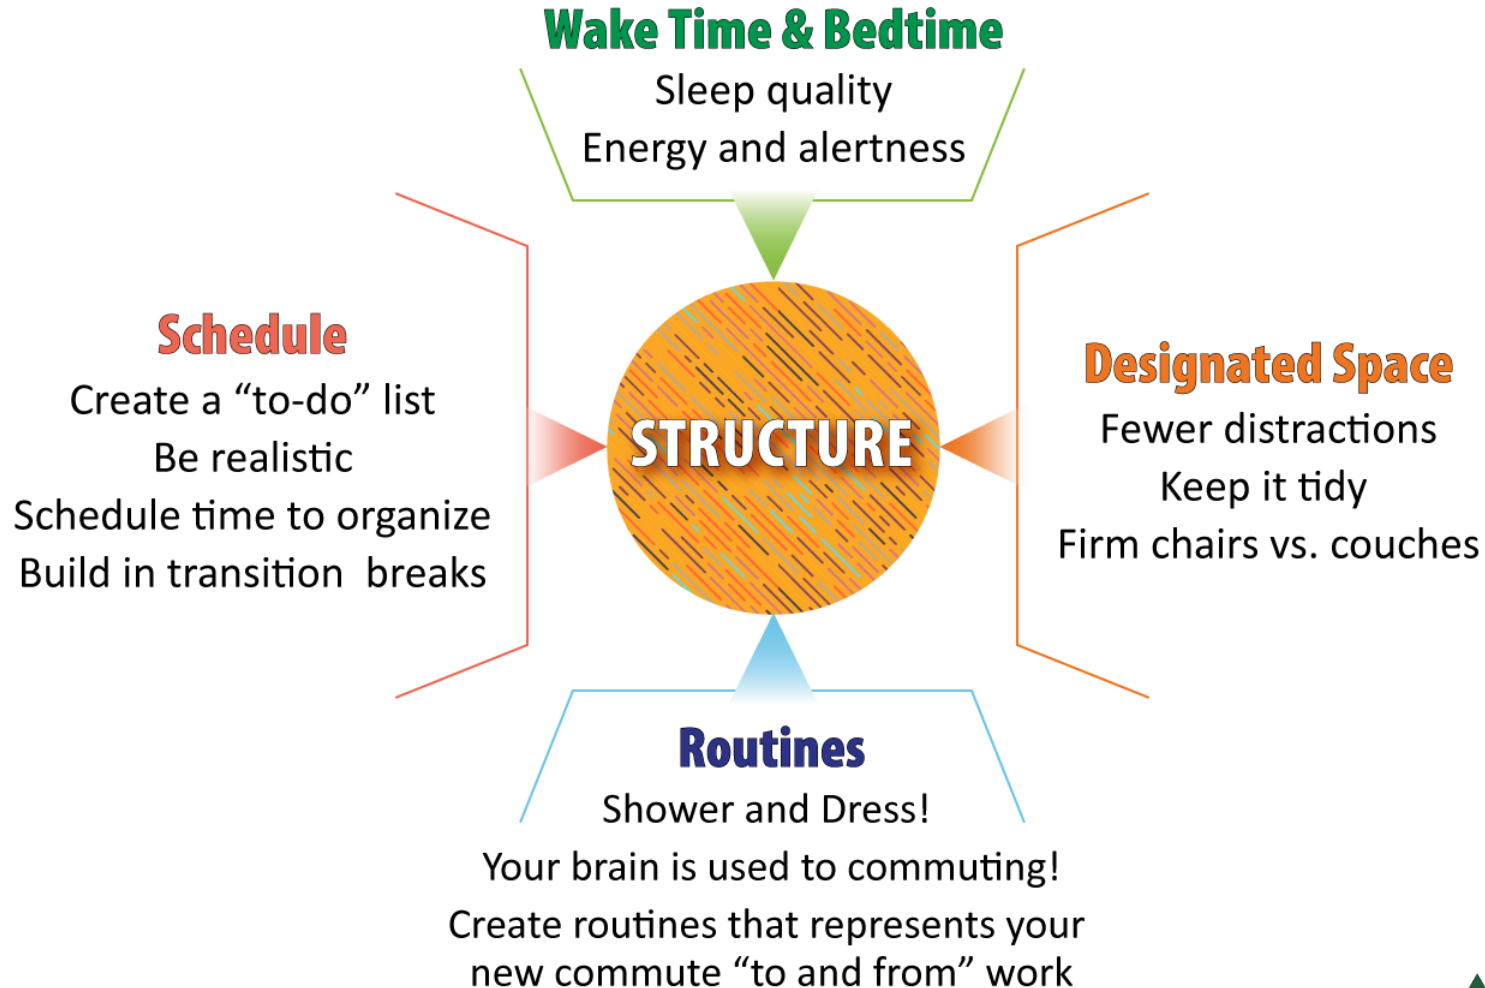 Wake Time & Bedtime
Sleep quality
Energy and alertness
Schedule
Create a “to-do” list
Be realistic
Schedule time to organize
Build in transition  breaks
STRUCTURE
Designated Space
Fewer distractions
Keep it tidy
Firm chairs vs. couches
Routines
Shower and Dress!
Your brain is used to commuting!
Create routines that represents your
new commute “to and from” work